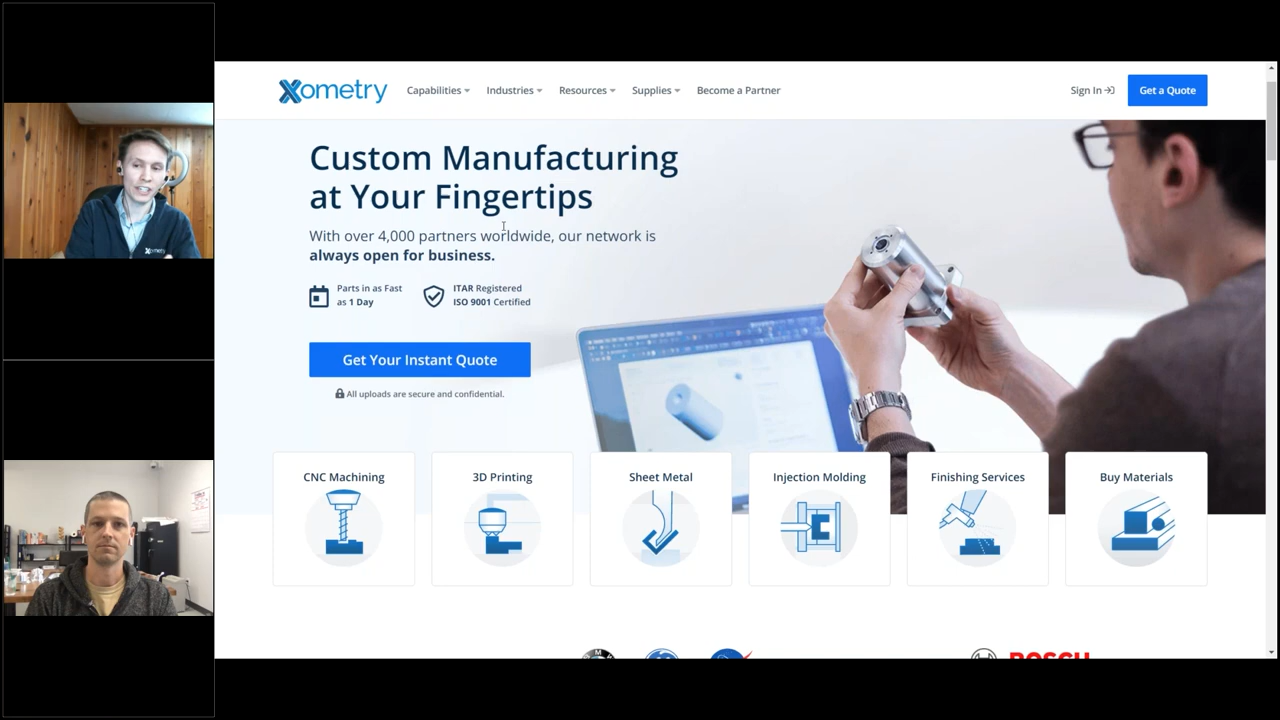 Xometry
Capabilities
Industries
Resources
Supplies
Become a Partner
Sign In
Get a Quote
Custom Manufacturing
at Your Fingertips
With over 4,000 partners worldwide, our network is
always open for business.
Parts in as Fast
as 1 Day
ITAR Registered
ISO 9001 Certified
Get Your Instant Quote
All uploads are secure and confidential.
CNC Machining
3D Printing
Sheet Metal
Injection Molding
Finishing Services
Buy Materials
BOSCH
Xometry